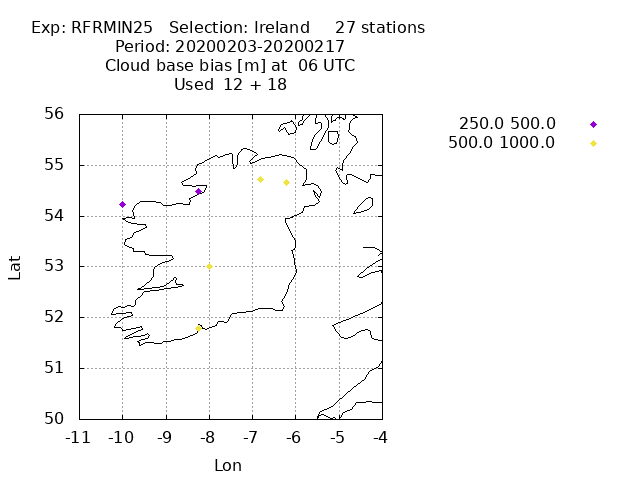 Exp: RFRMIN25   Selection: Ireland     27 stations
Period: 20200203-20200217
Cloud base bias [m] at  06 UTC
Used  12 + 18
250.0 500.0
500.0 1000.0
56
55
54
53
52
51
50
Lat
-11 -10 -9 -8 -7 -6 -5 -4
Lon